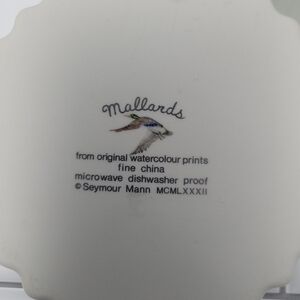 Mallards
from original watercolour prints
fine china
microwave dishwasher proof
© Seymour Mann MCMLXXXII